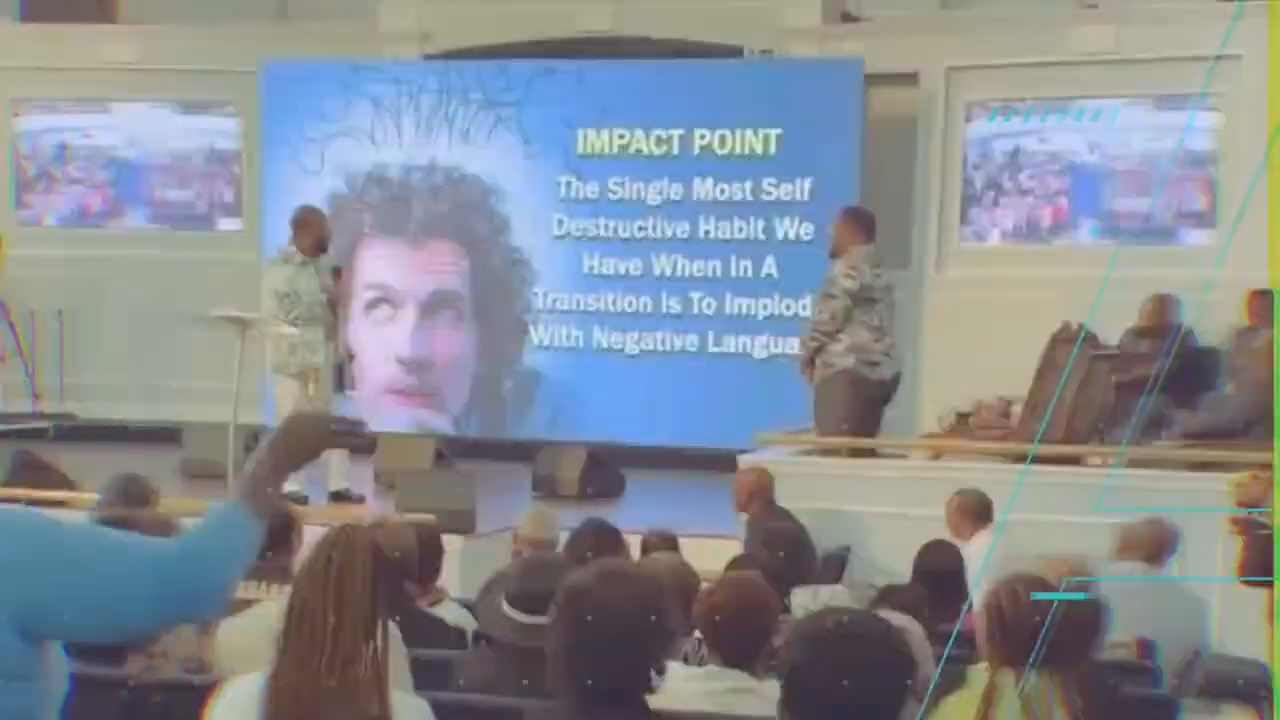 IMPACT POINT
The Single Most Self
Destructive Habit We
Have When In A
Transition Is To Implod
With Negative Langua